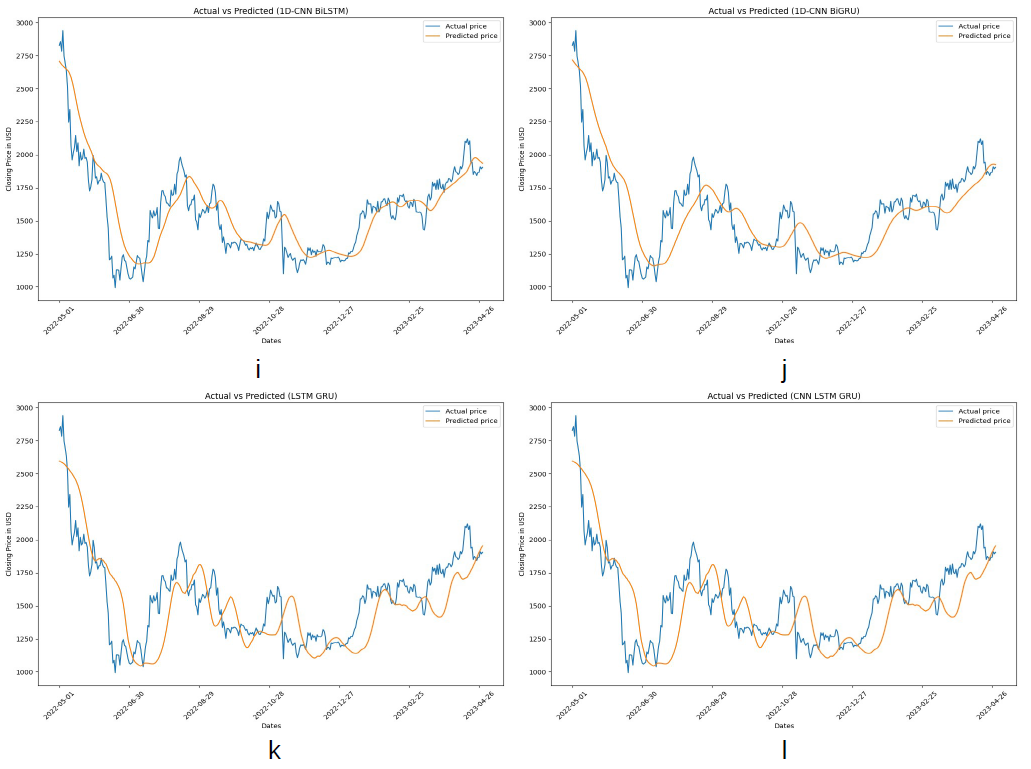 Actual vs Predicted (1D-CNN BiLSTM)
Actual price
Predicted price
3000
2750
2500
2250
2000
1750
1500
1250
1000
Closing Price in USD
2022-05-01
2022-06-30
2022-08-29
2022-10-28
2022-12-27
2023-02-25
2023-04-26
Dates
i
Actual vs Predicted (1D-CNN BiGRU)
Actual price
Predicted price
3000
2750
2500
2250
2000
1750
1500
1250
1000
Closing Price in USD
2022-05-01
2022-06-30
2022-08-29
2022-10-28
2022-12-27
2023-02-25
2023-04-26
Dates
j
Actual vs Predicted (LSTM GRU)
Actual price
Predicted price
3000
2750
2500
2250
2000
1750
1500
1250
1000
Closing Price in USD
2022-05-01
2022-06-30
2022-08-29
2022-10-28
2022-12-27
2023-02-25
2023-04-26
Dates
k
Actual vs Predicted (CNN LSTM GRU)
Actual price
Predicted price
3000
2750
2500
2250
2000
1750
1500
1250
1000
Closing Price in USD
2022-05-01
2022-06-30
2022-08-29
2022-10-28
2022-12-27
2023-02-25
2023-04-26
Dates
l